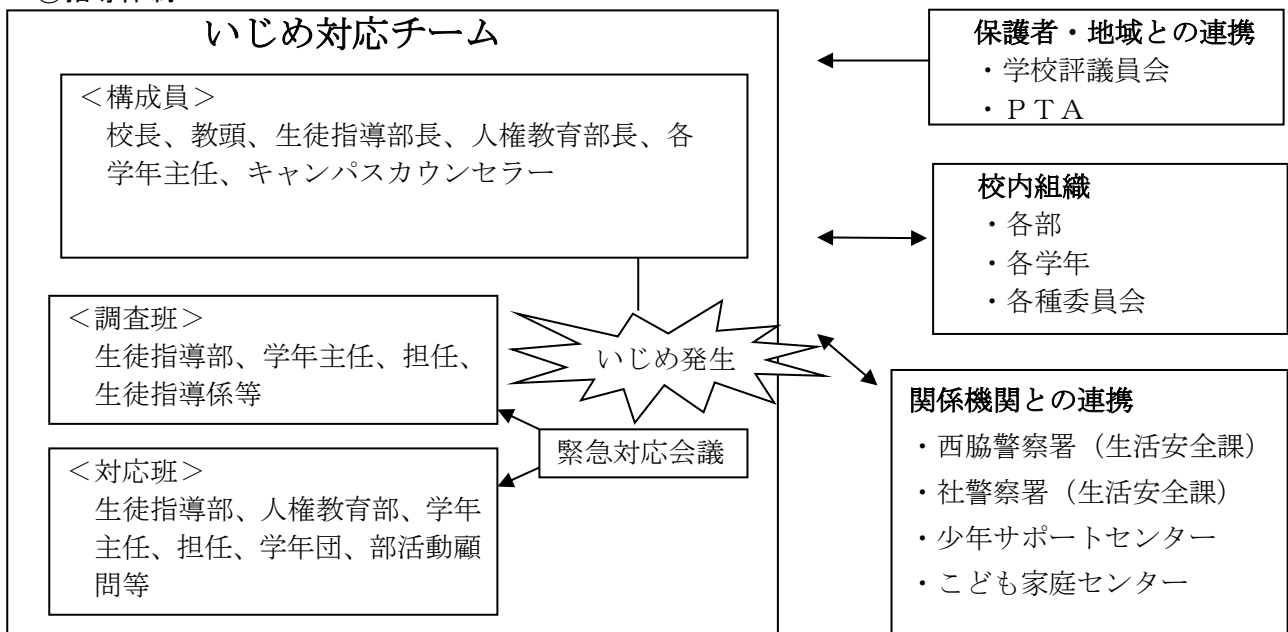 いじめ対応チーム
＜構成員＞
校長、教頭、生徒指導部長、人権教育部長、各
学年主任、キャンパスカウンセラー
＜調査班＞
生徒指導部、学年主任、担任、
生徒指導係等
いじめ発生
緊急対応会議
＜対応班＞
生徒指導部、人権教育部、学年
主任、担任、学年団、部活動顧
問等
保護者・地域との連携
・学校評議員会
・ＰＴＡ
校内組織
・各部
・各学年
・各種委員会
関係機関との連携
・西脇警察署（生活安全課）
・社警察署（生活安全課）
・少年サポートセンター
・こども家庭センター